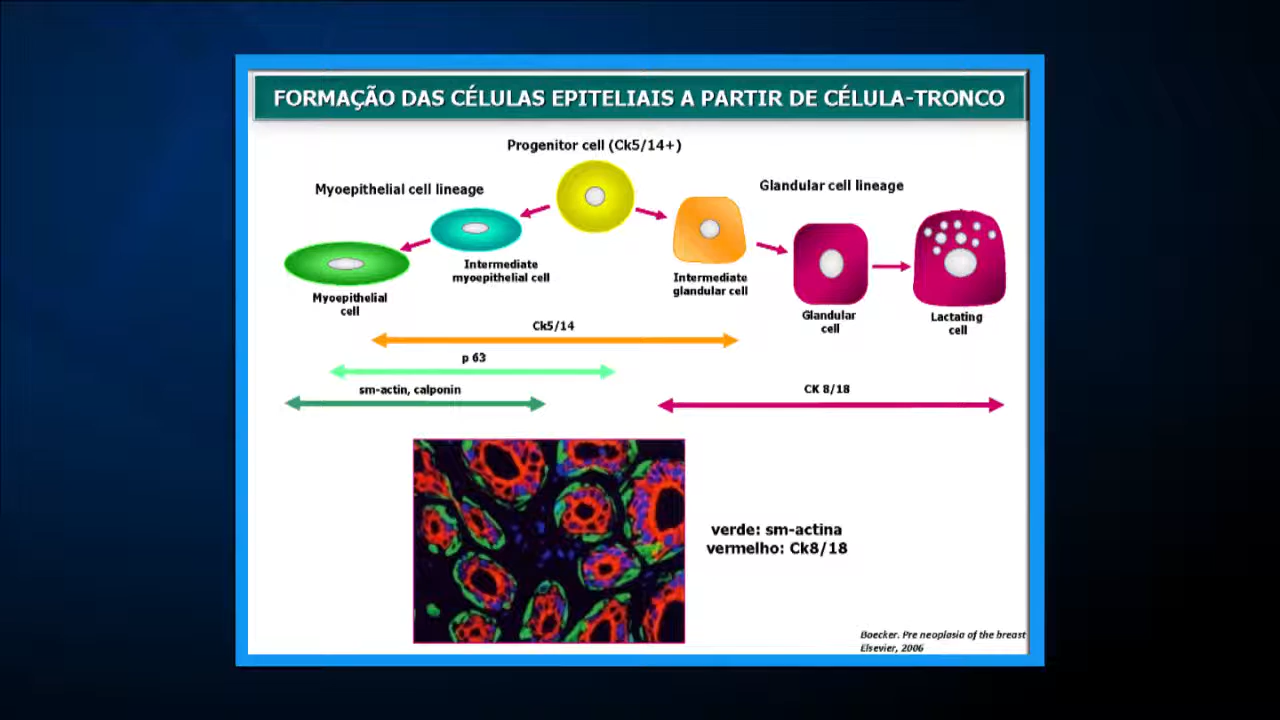 FORMAÇÃO DAS CÉLULAS EPITELIAIS A PARTIR DE CÉLULA-TRONCO
Progenitor cell (Ck5/14+)
Myoepithelial cell lineage
Glandular cell lineage
Intermediate
myoepithelial cell
Intermediate
glandular cell
Myoepithelial
cell
Glandular
cell
Lactating
cell
Ck5/14
p 63
sm-actin, calponin
CK 8/18
verde: sm-actina
vermelho: Ck8/18
Boecker. Pre neoplasia of the breast
Elsevier, 2006